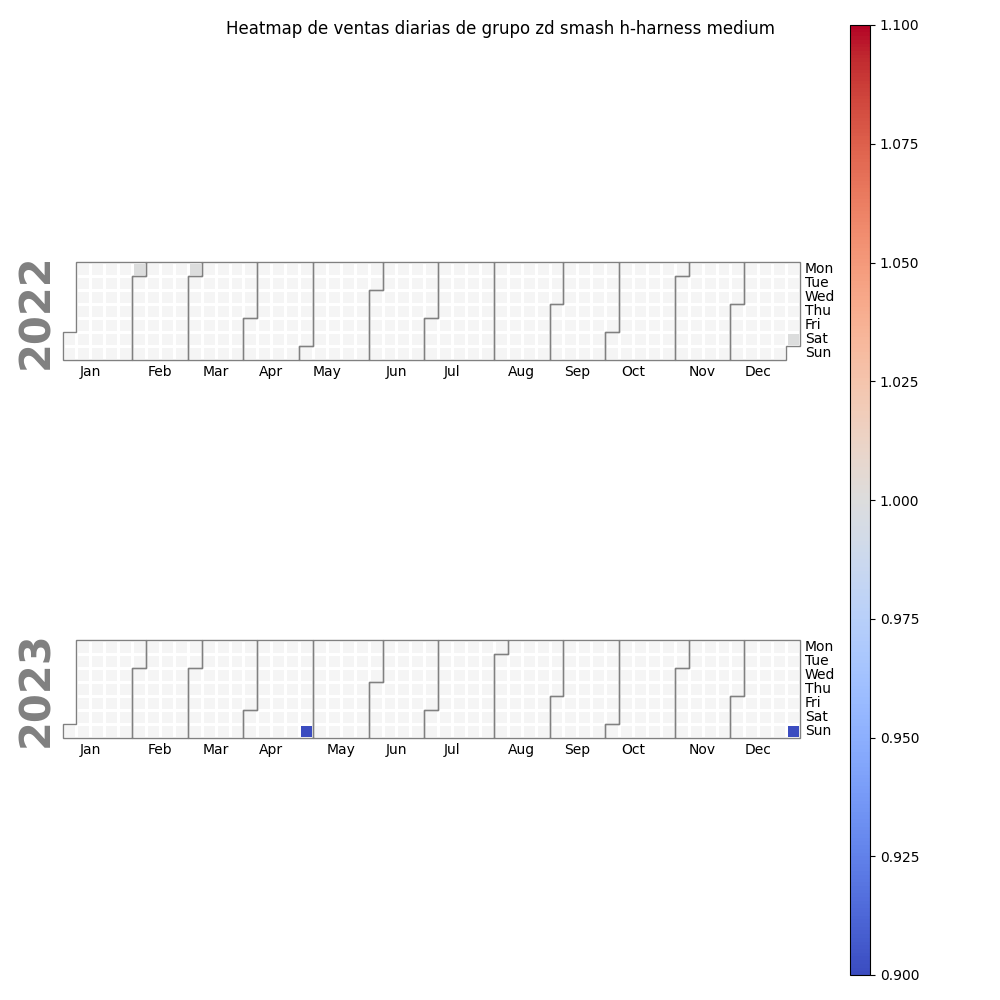 Heatmap de ventas diarias de grupo zd smash h-harness medium
2022
Mon
Tue
Wed
Thu
Fri
Sat
Sun
Jan Feb Mar Apr May Jun Jul Aug Sep Oct Nov Dec
2023
Mon
Tue
Wed
Thu
Fri
Sat
Sun
Jan Feb Mar Apr May Jun Jul Aug Sep Oct Nov Dec
1.100
1.075
1.050
1.025
1.000
0.975
0.950
0.925
0.900